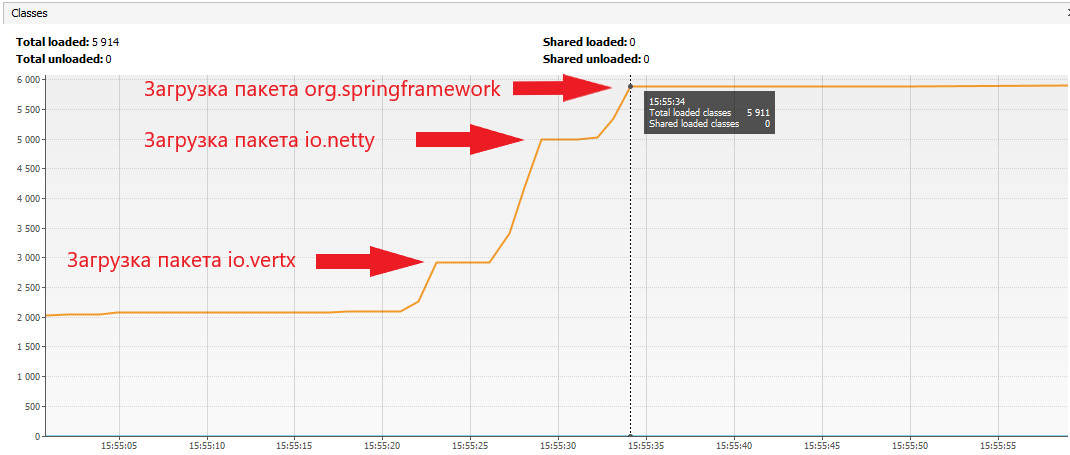 Classes
Total loaded: 5 914
Shared loaded: 0
Total unloaded: 0
Shared unloaded: 0
6 000
Загрузка пакета org.springframework
15:55:34
Total loaded classes 5 911
Shared loaded classes 0
5 500
Загрузка пакета io.netty
5 000
4 500
4 000
3 500
3 000
Загрузка пакета io.vertx
2 500
2 000
1 500
1 000
500
0
15:55:05 15:55:10 15:55:15 15:55:20 15:55:25 15:55:30 15:55:35 15:55:40 15:55:45 15:55:50 15:55:55